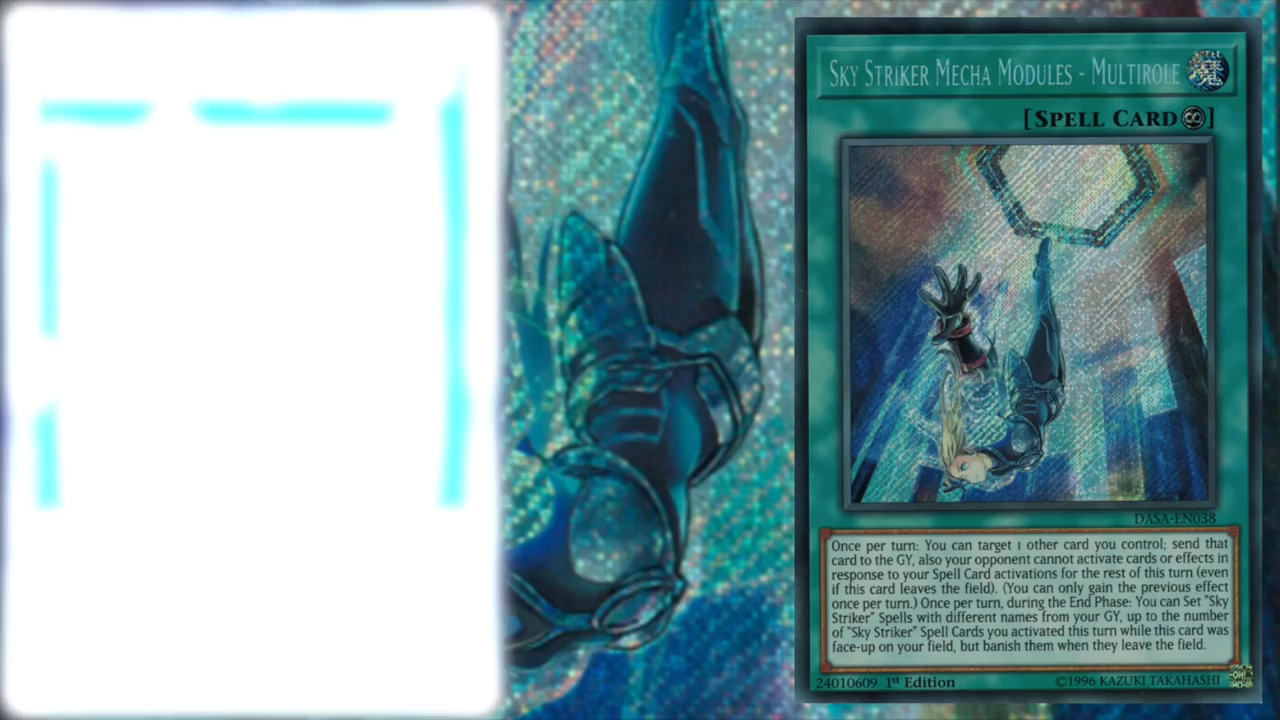 SKY STRIKER MECHA MODULES - MULTIROLE
[SPELL CARD]
DASA-EN038
Once per turn: You can target 1 other card you control; send that
card to the GY, also your opponent cannot activate cards or effects in
response to your Spell Card activations for the rest of this turn (even
if this card leaves the field). (You can only gain the previous effect
once per turn.) Once per turn, during the End Phase: You can Set "Sky
Striker" Spells with different names from your GY, up to the number
of "Sky Striker" Spell Cards you activated this turn while this card was
face-up on your field, but banish them when they leave the field.
24010609 1st Edition ©1996 KAZUKI TAKAHASHI